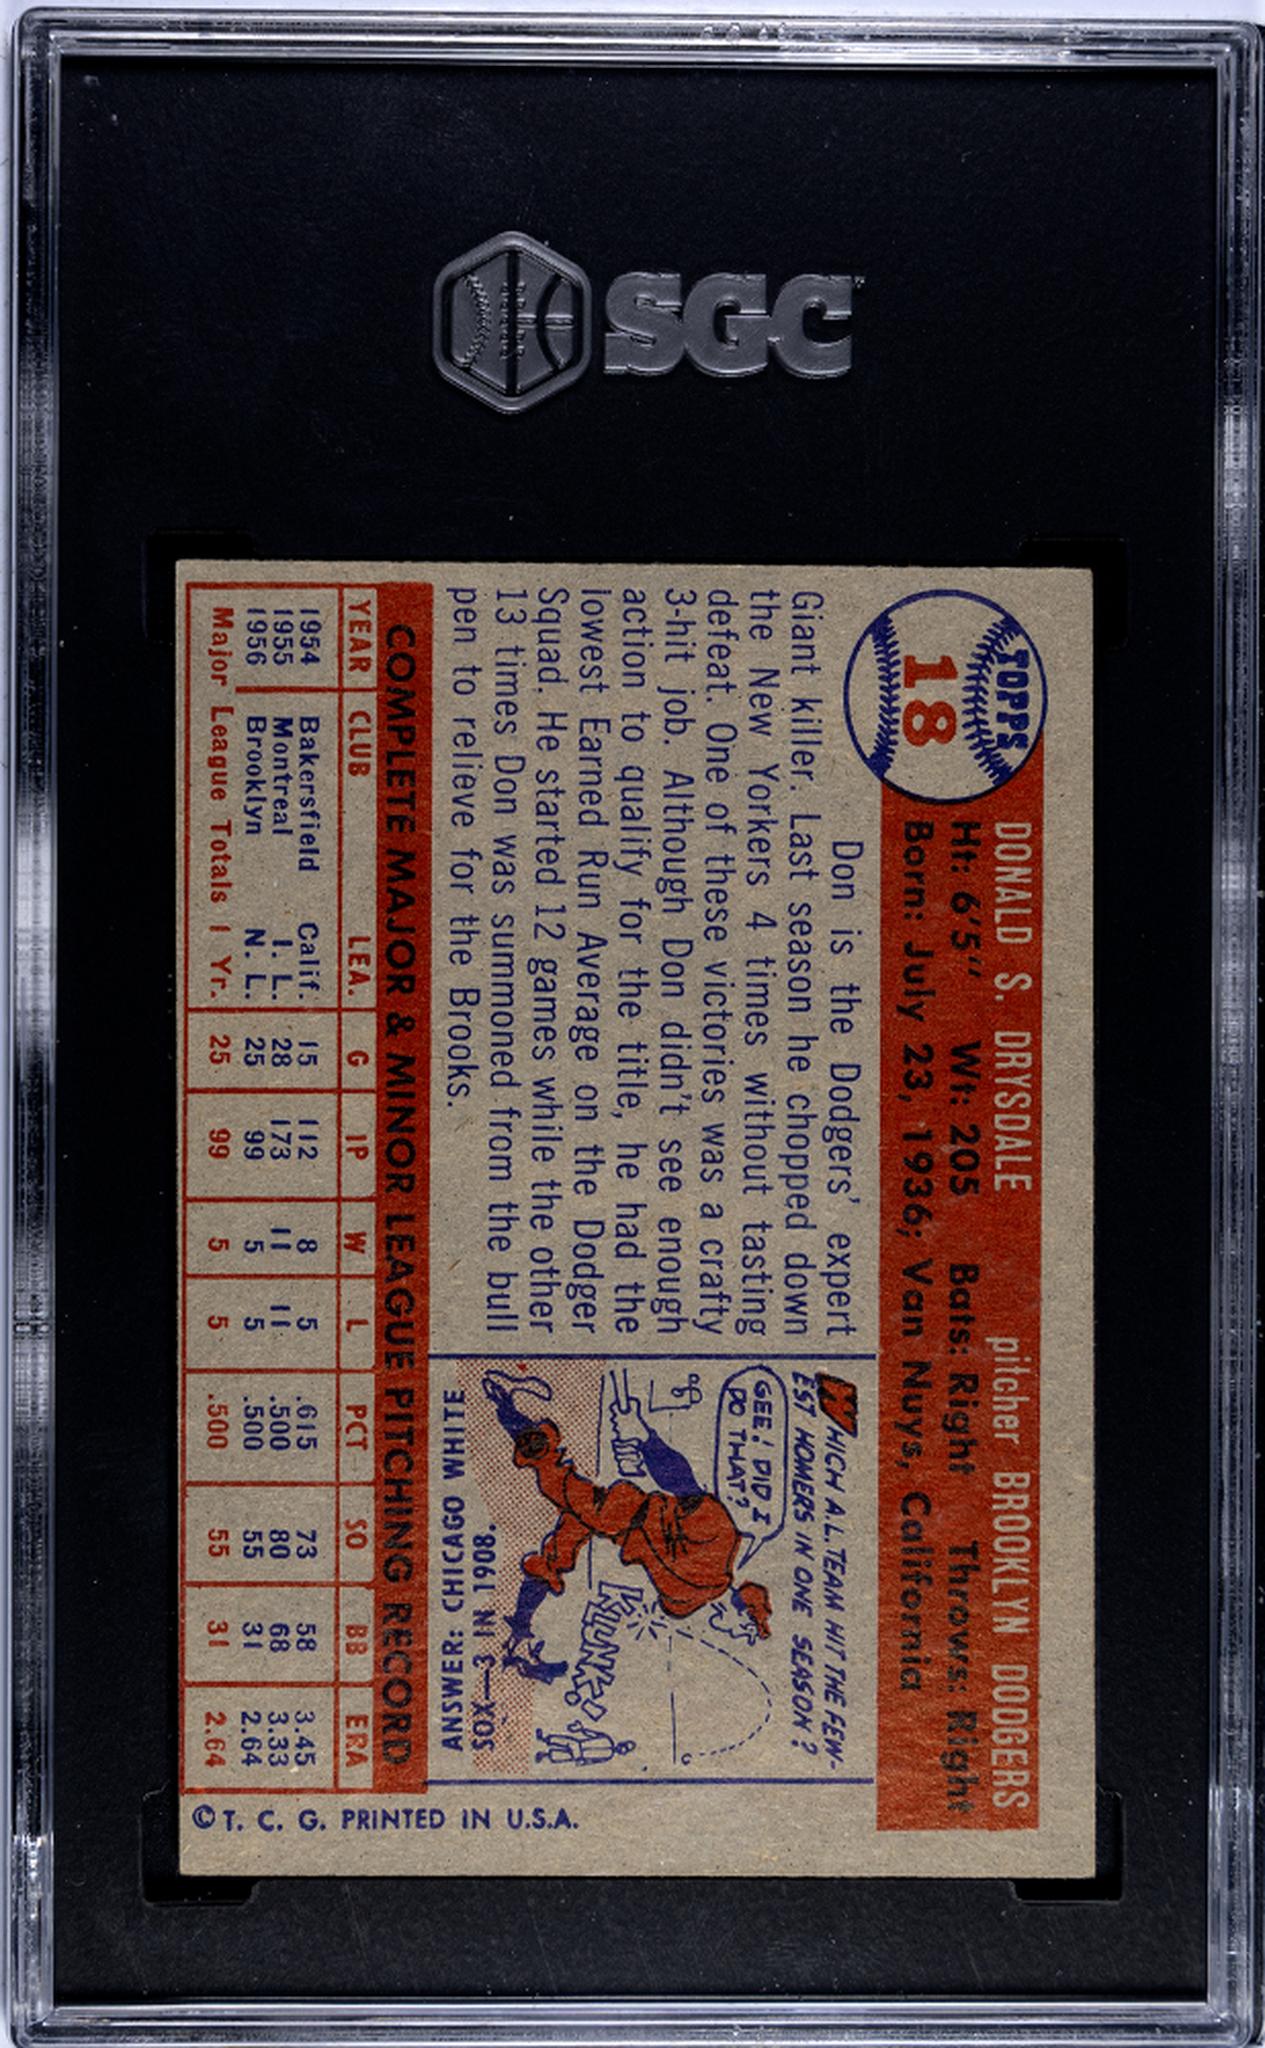 SGC
TOPPS
18
DONALD S. DRYSDALE pitcher BROOKLYN DODGERS
Ht: 6'5" Wt: 205 Bats: Right Throws: Right
Born: July 23, 1936; Van Nuys, California
Don is the Dodgers' expert
Giant killer. Last season he chopped down
the New Yorkers 4 times without tasting
defeat. One of these victories was a crafty
3-hit job. Although Don didn't see enough
action to qualify for the title, he had the
lowest Earned Run Average on the Dodger
Squad. He started 12 games while the other
13 times Don was summoned from the bull
pen to relieve for the Brooks.
WHICH A.L. TEAM HIT THE FEW-
EST HOMERS IN ONE SEASON?
GEE! DID I
DO THAT?
KLUNK!
ANSWER: CHICAGO WHITE
SOX—3 IN 1908.
COMPLETE MAJOR & MINOR LEAGUE PITCHING RECORD
YEAR CLUB LEA. G IP W L PCT SO BB ERA
1954 Bakersfield Calif. 15 112 8 5 .615 73 58 3.45
1955 Montreal I. L. 28 173 11 11 .500 80 68 3.33
1956 Brooklyn N. L. 25 99 5 5 .500 55 31 2.64
Major League Totals 1 Yr. 25 99 5 5 .500 55 31 2.64
© T. C. G. PRINTED IN U.S.A.